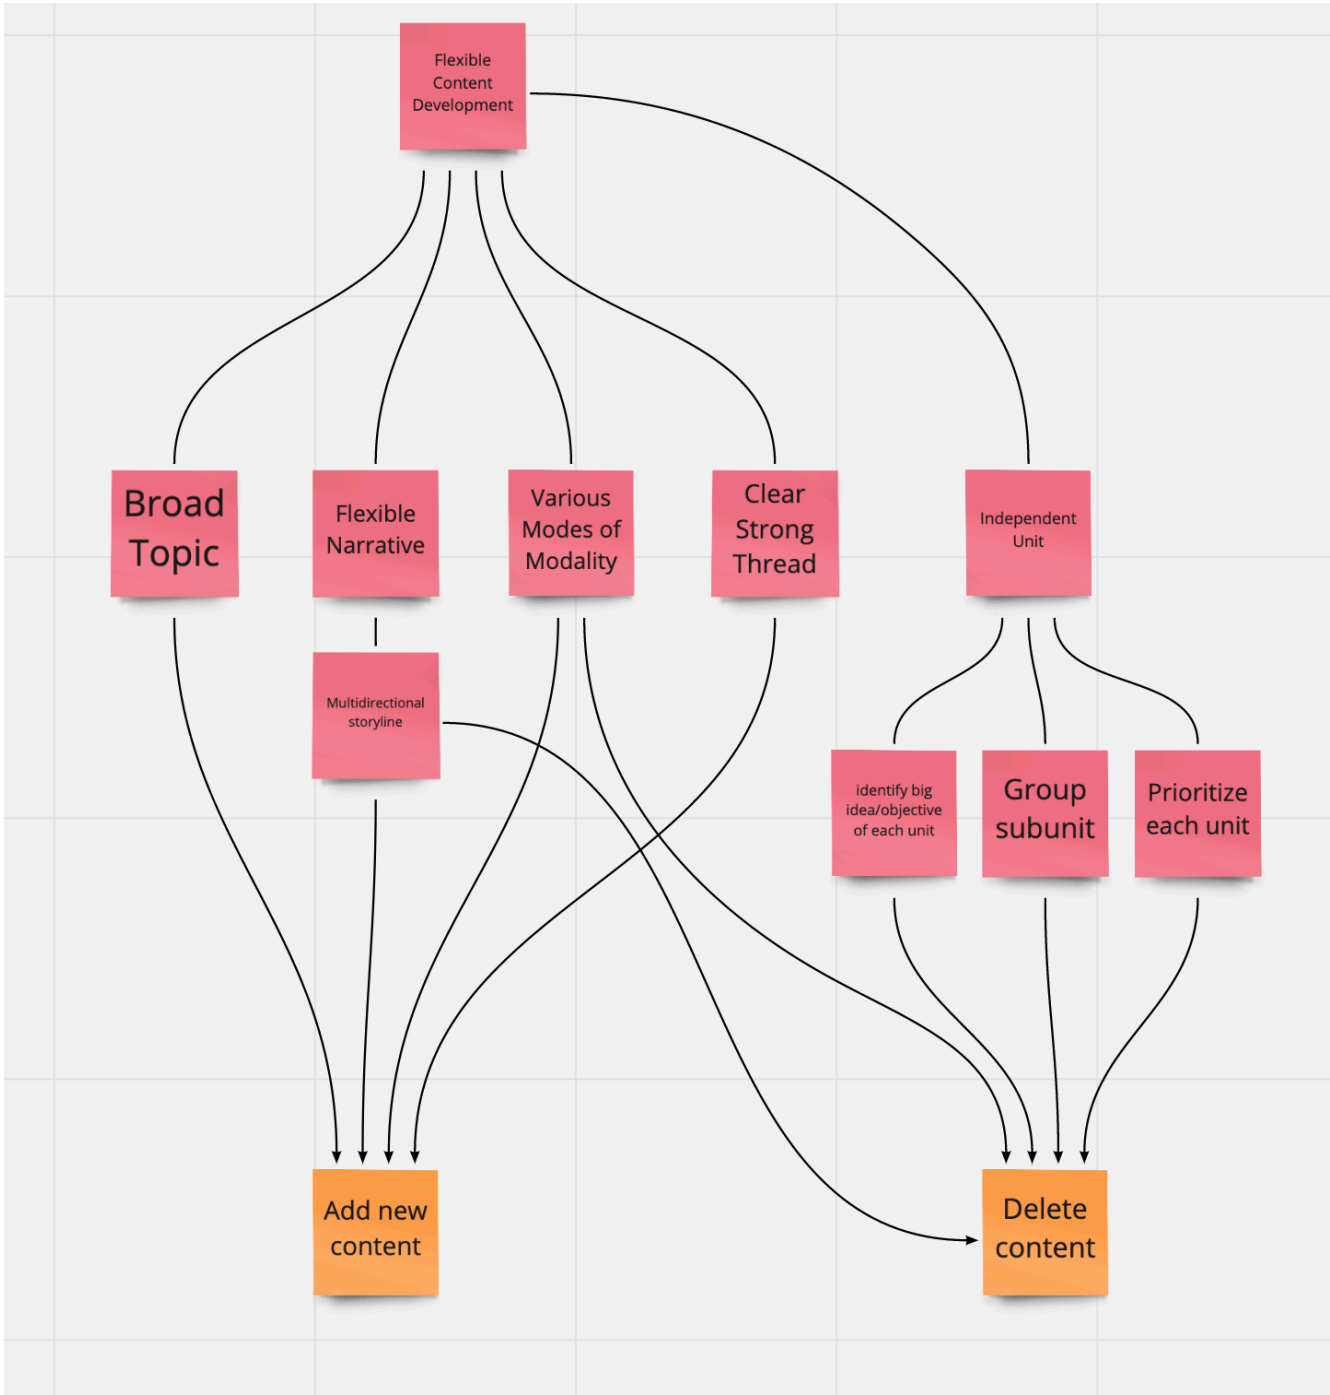 Flexible
Content
Development
Broad
Topic
Flexible
Narrative
Various
Modes of
Modality
Clear
Strong
Thread
Independent
Unit
Multidirectional
storyline
identify big
idea/objective
of each unit
Group
subunit
Prioritize
each unit
Add new
content
Delete
content